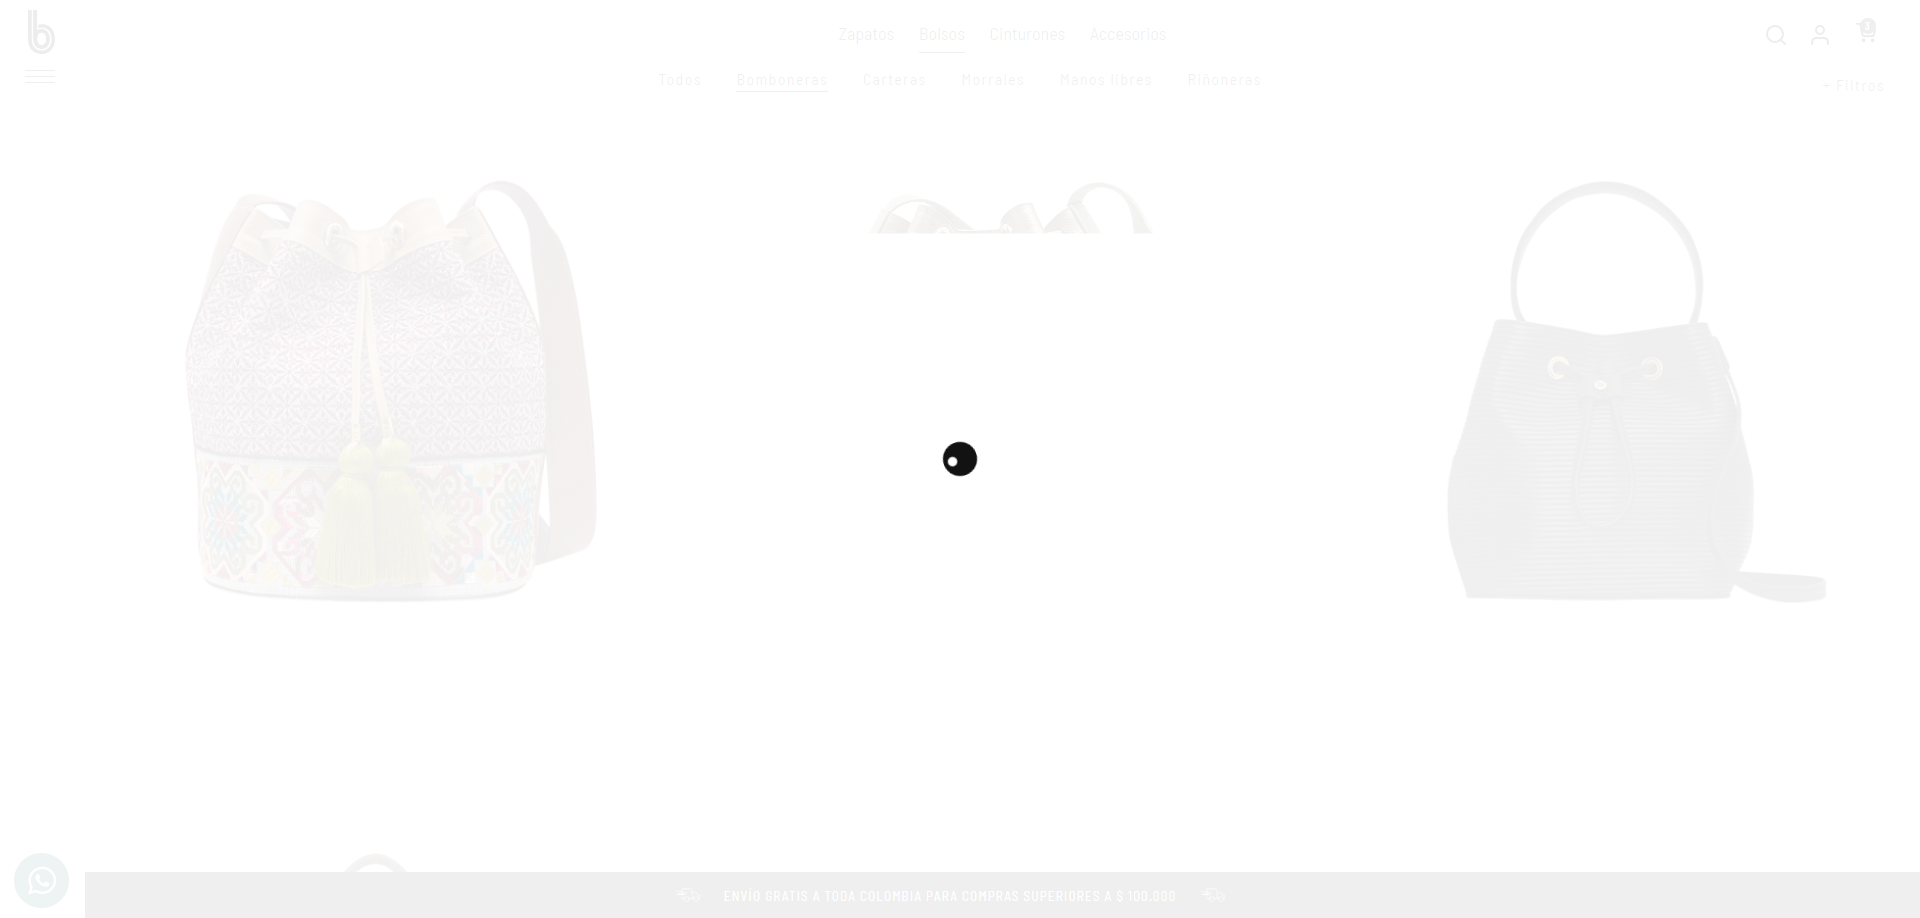 b
Zapatos Bolsos Cinturones Accesorios
3
Todos Bomboneras Carteras Morrales Manos libres Riñoneras
+ Filtros
ENVÍO GRATIS A TODA COLOMBIA PARA COMPRAS SUPERIORES A $ 100.000